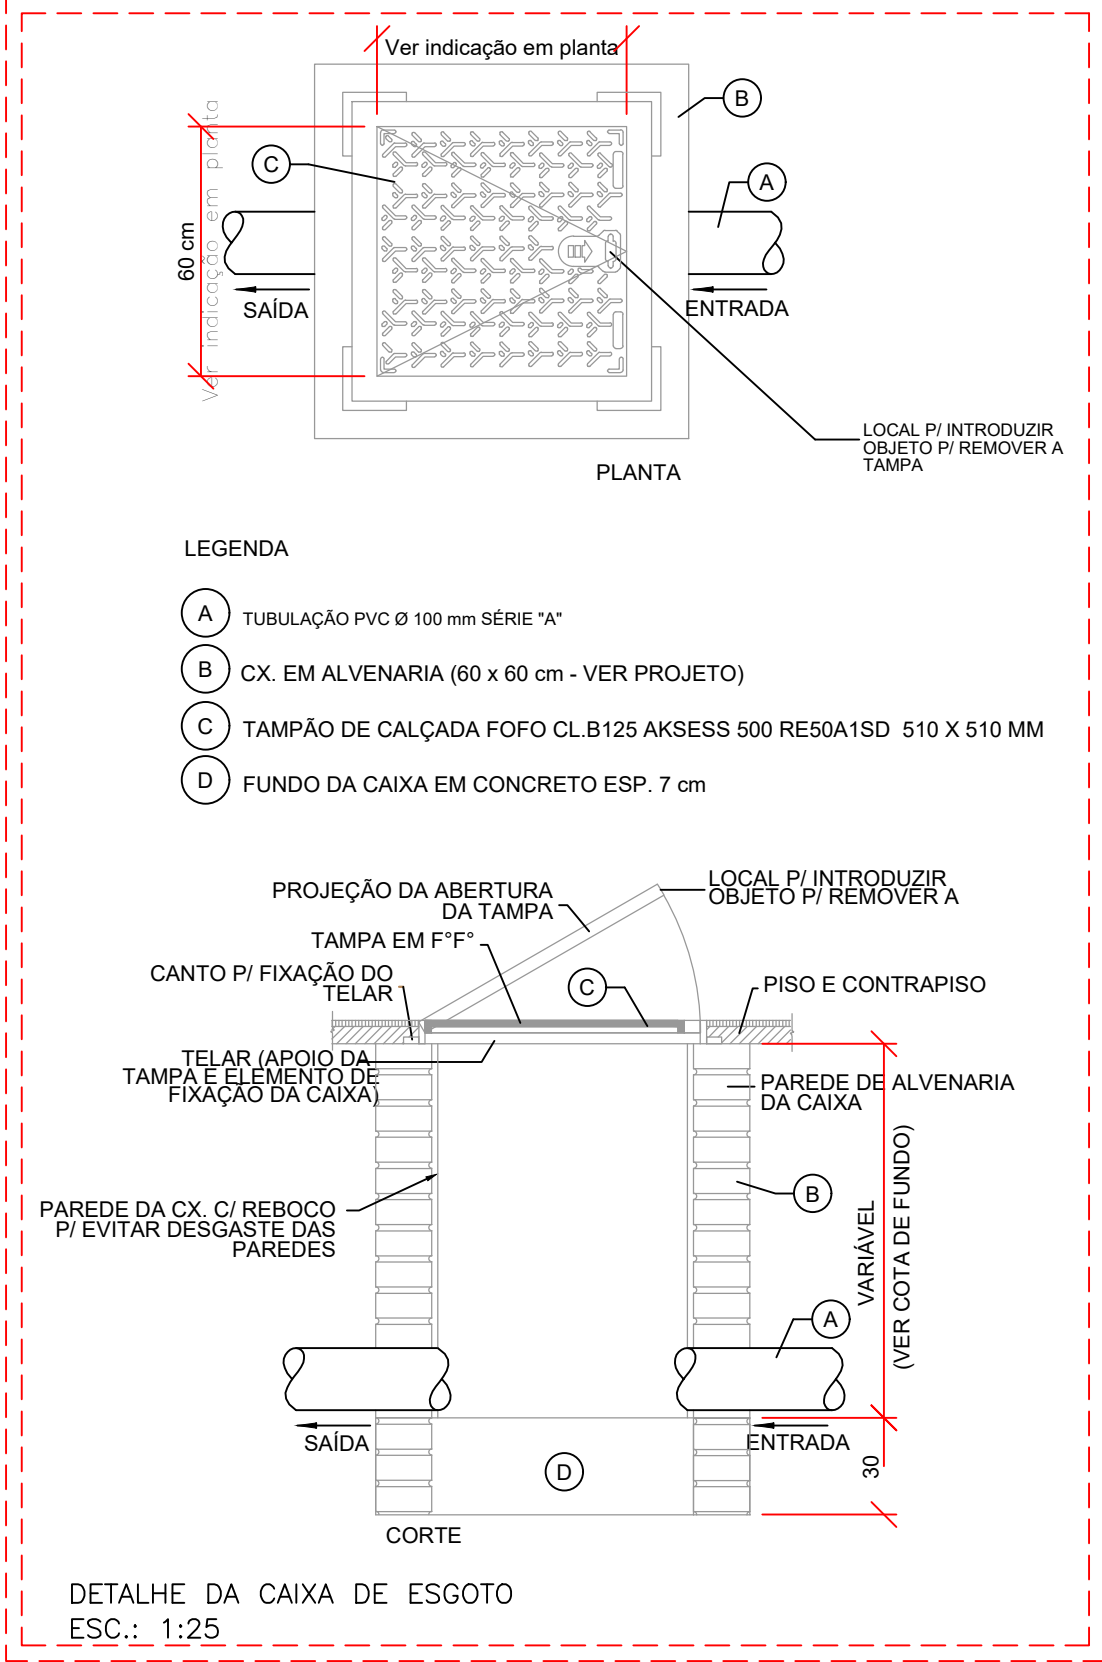 Ver indicação em planta
B
C
A
Ver indicação em planta
60 cm
SAÍDA
ENTRADA
LOCAL P/ INTRODUZIR
OBJETO P/ REMOVER A
TAMPA
PLANTA
LEGENDA
A TUBULAÇÃO PVC Ø 100 mm SÉRIE "A"
B CX. EM ALVENARIA (60 x 60 cm - VER PROJETO)
C TAMPÃO DE CALÇADA FOFO CL.B125 AKSESS 500 RE50A1SD 510 X 510 MM
D FUNDO DA CAIXA EM CONCRETO ESP. 7 cm
PROJEÇÃO DA ABERTURA
DA TAMPA
LOCAL P/ INTRODUZIR
OBJETO P/ REMOVER A
TAMPA EM F°F°
CANTO P/ FIXAÇÃO DO
TELAR
C
PISO E CONTRAPISO
TELAR (APOIO DA
TAMPA E ELEMENTO DE
FIXAÇÃO DA CAIXA)
PAREDE DE ALVENARIA
DA CAIXA
PAREDE DA CX. C/ REBOCO
P/ EVITAR DESGASTE DAS
PAREDES
B
VARIÁVEL
(VER COTA DE FUNDO)
A
SAÍDA
ENTRADA
D
30
CORTE
DETALHE DA CAIXA DE ESGOTO
ESC.: 1:25